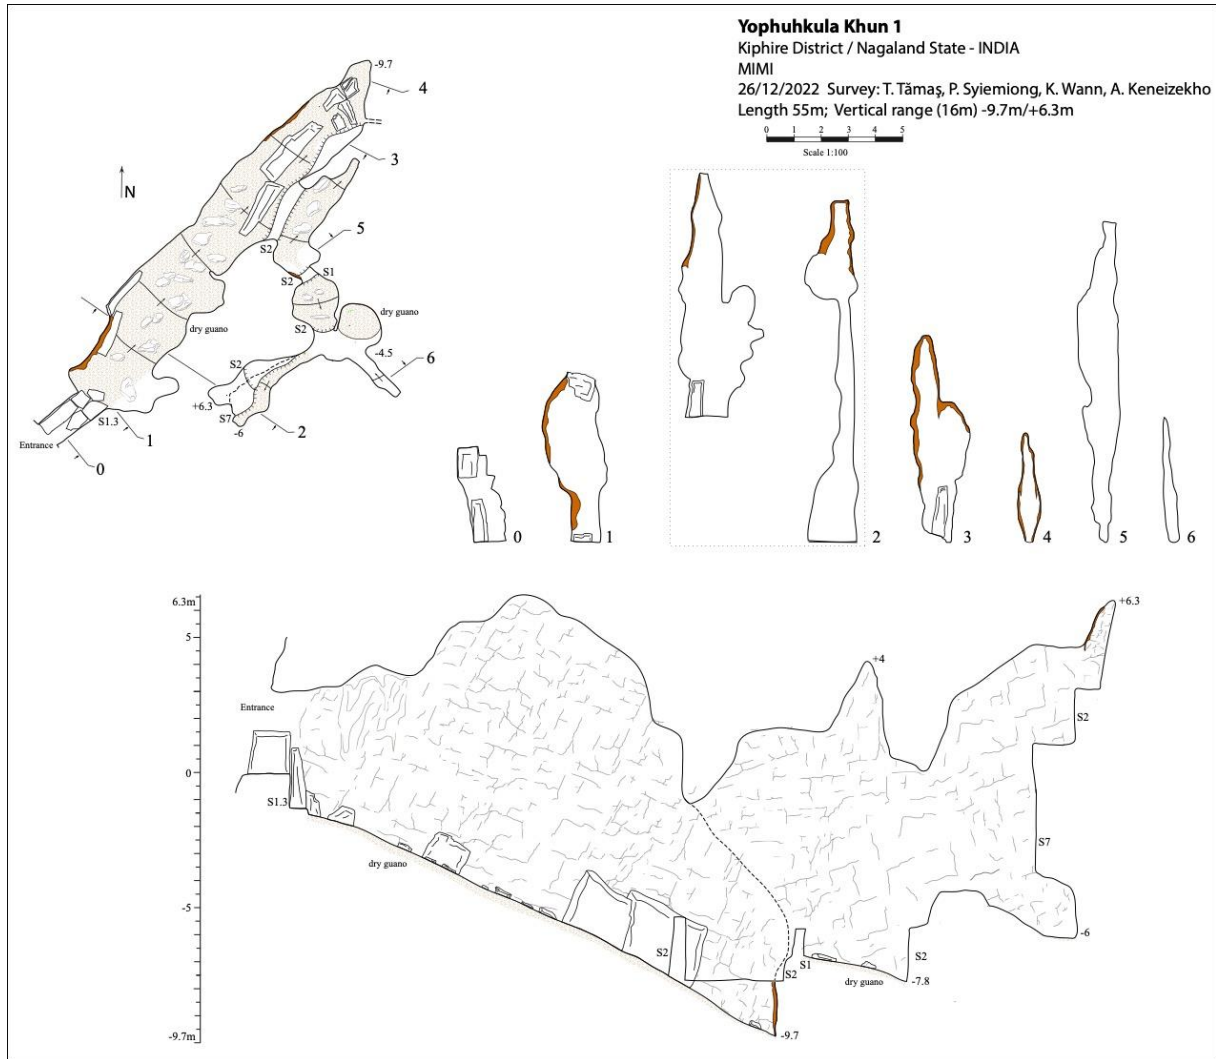 Yophuhkula Khun 1
Kiphire District / Nagaland State - INDIA
MIMI
26/12/2022 Survey: T. Tămaş, P. Syiemiong, K. Wann, A. Keneizekho
Length 55m; Vertical range (16m) -9.7m/+6.3m
0 1 2 3 4 5
Scale 1:100
-9.7
4
3
N
5
S2
S1
S2
dry guano
S2
dry guano
-4.5
6
S2
+6.3
S7
-6
2
S1.3
1
Entrance
0
0
1
2
3
4
5
6
6.3m
5
0
-5
-9.7m
Entrance
S1.3
dry guano
S2
-9.7
S2
S1
dry guano
S2
-7.8
+4
+6.3
S2
S7
-6